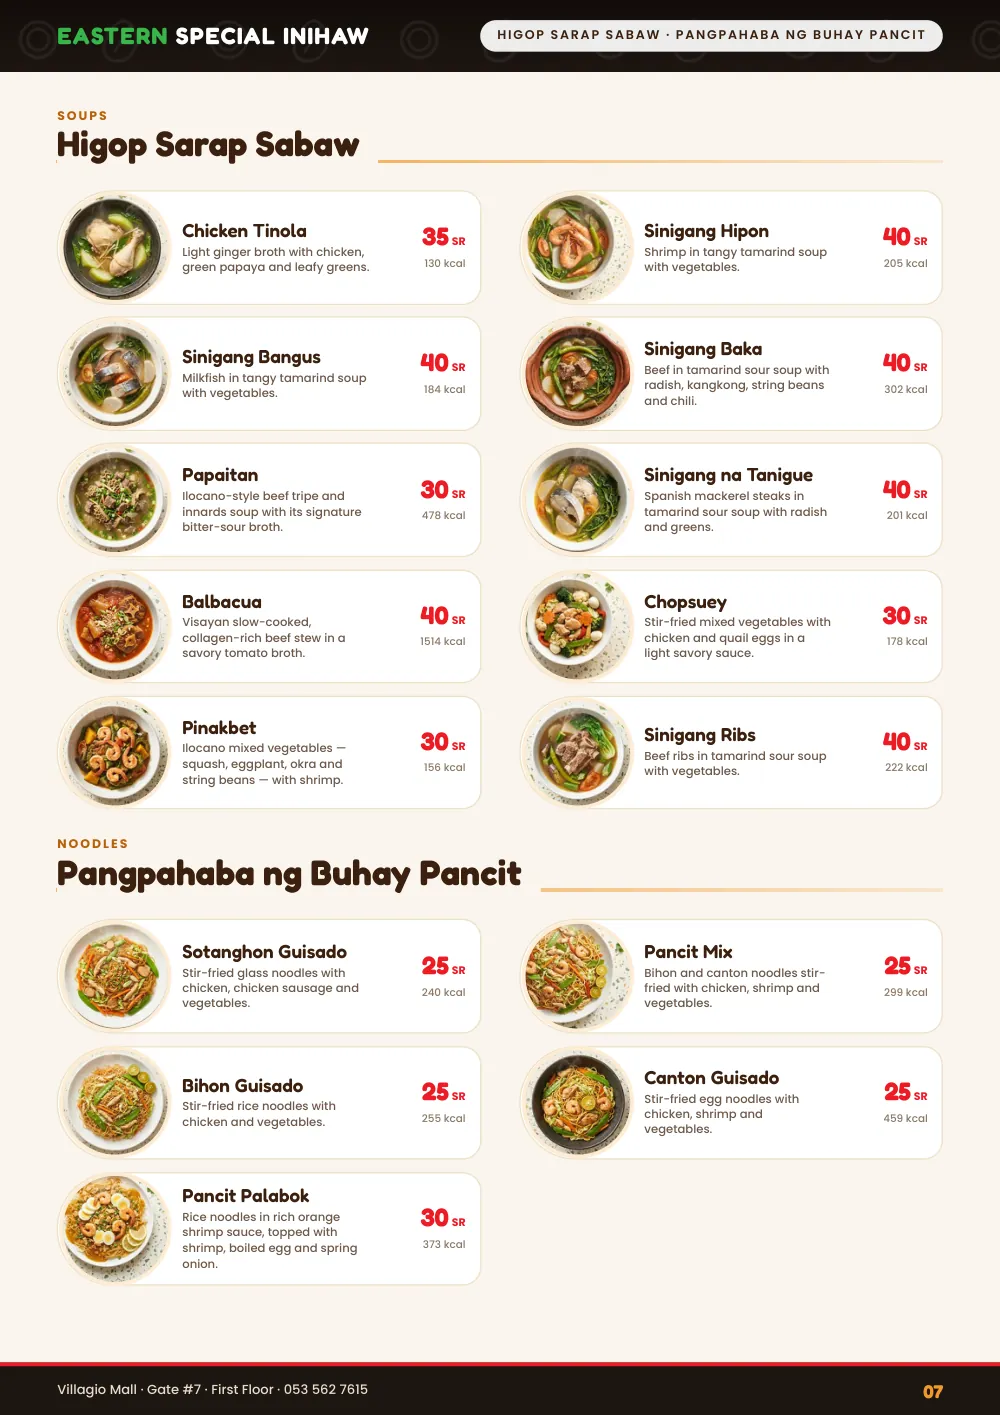 EASTERN SPECIAL INIHAW
HIGOP SARAP SABAW · PANGPAHABA NG BUHAY PANCIT
SOUPS
Higop Sarap Sabaw
Chicken Tinola
Light ginger broth with chicken,
green papaya and leafy greens.
35 SR
130 kcal
Sinigang Hipon
Shrimp in tangy tamarind soup
with vegetables.
40 SR
205 kcal
Sinigang Bangus
Milkfish in tangy tamarind soup
with vegetables.
40 SR
184 kcal
Sinigang Baka
Beef in tamarind sour soup with
radish, kangkong, string beans
and chili.
40 SR
302 kcal
Papaitan
Ilocano-style beef tripe and
innards soup with its signature
bitter-sour broth.
30 SR
478 kcal
Sinigang na Tanigue
Spanish mackerel steaks in
tamarind sour soup with radish
and greens.
40 SR
201 kcal
Balbacua
Visayan slow-cooked,
collagen-rich beef stew in a
savory tomato broth.
40 SR
1514 kcal
Chopsuey
Stir-fried mixed vegetables with
chicken and quail eggs in a
light savory sauce.
30 SR
178 kcal
Pinakbet
Ilocano mixed vegetables —
squash, eggplant, okra and
string beans — with shrimp.
30 SR
156 kcal
Sinigang Ribs
Beef ribs in tamarind sour soup
with vegetables.
40 SR
222 kcal
NOODLES
Pangpahaba ng Buhay Pancit
Sotanghon Guisado
Stir-fried glass noodles with
chicken, chicken sausage and
vegetables.
25 SR
240 kcal
Pancit Mix
Bihon and canton noodles stir-
fried with chicken, shrimp and
vegetables.
25 SR
299 kcal
Bihon Guisado
Stir-fried rice noodles with
chicken and vegetables.
25 SR
255 kcal
Canton Guisado
Stir-fried egg noodles with
chicken, shrimp and
vegetables.
25 SR
459 kcal
Pancit Palabok
Rice noodles in rich orange
shrimp sauce, topped with
shrimp, boiled egg and spring
onion.
30 SR
373 kcal
Villagio Mall · Gate #7 · First Floor · 053 562 7615
07